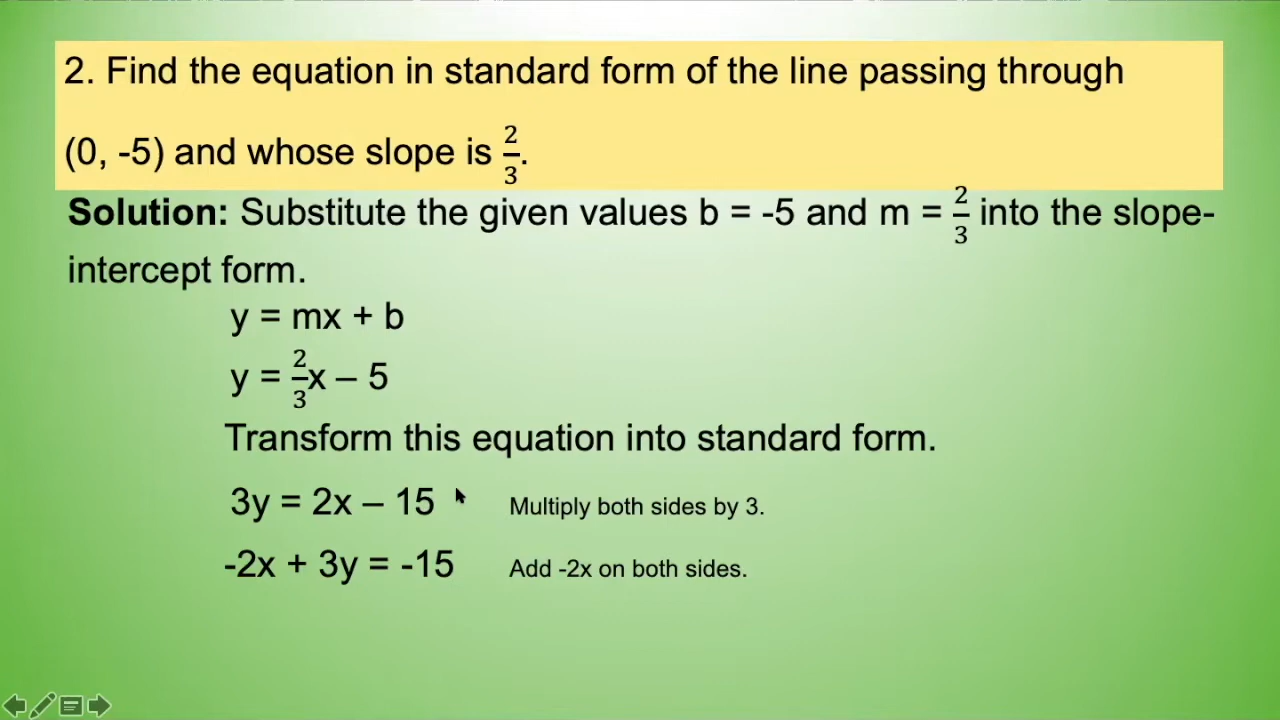 2. Find the equation in standard form of the line passing through
(0, -5) and whose slope is 2/3.
Solution: Substitute the given values b = -5 and m = 2/3 into the slope-
intercept form.
y = mx + b
y = 2/3x – 5
Transform this equation into standard form.
3y = 2x – 15 Multiply both sides by 3.
-2x + 3y = -15 Add -2x on both sides.